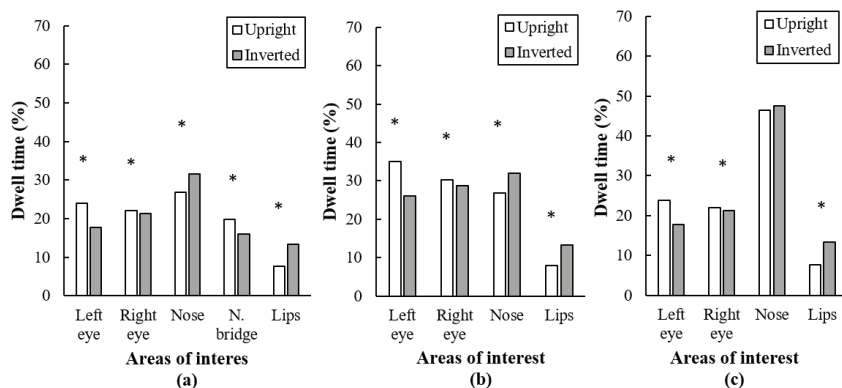 70
60
50
40
30
20
10
0
Dwell time (%)
Upright
Inverted
*
*
*
*
*
Left eye
Right eye
Nose
N. bridge
Lips
Areas of interes
(a)
70
60
50
40
30
20
10
0
Dwell time (%)
Upright
Inverted
*
*
*
*
Left eye
Right eye
Nose
Lips
Areas of interest
(b)
70
60
50
40
30
20
10
0
Dwell time (%)
Upright
Inverted
*
*
*
Left eye
Right eye
Nose
Lips
Areas of interest
(c)